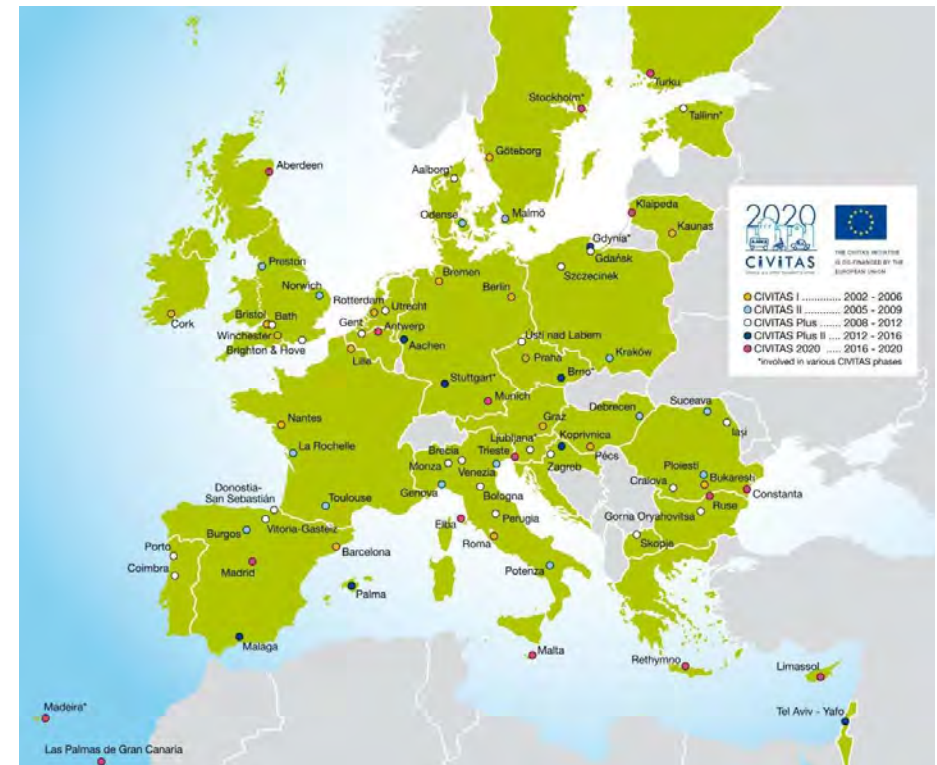 Turku
Stockholm*
Tallinn*
Göteborg
Aberdeen
Aalborg*
Klaipeda
Kaunas
Odense
Malmö
Gdynia*
Gdańsk
Szczecinek
Preston
Norwich
Bremen
Berlin
Rotterdam
Utrecht
Bristol
Bath
Gent
Antwerp
Cork
Winchester
Brighton & Hove
Lille
Aachen
Ústí nad Labem
Praha
Kraków
Brno*
Stuttgart*
Munich
Suceava
Debrecen
Iași
Nantes
Graz
Ljubljana*
Koprivnica
La Rochelle
Brecia
Trieste
Monza
Venezia
Zagreb
Pécs
Ploiesti
Bukarești
Craiova
Constanta
Genova
Bologna
Ruse
Donostia-
San Sebastián
Toulouse
Vitoria-Gasteiz
Burgos
Perugia
Gorna Oryahovitsa
Elba
Roma
Skopje
Porto
Barcelona
Coimbra
Madrid
Potenza
Palma
Malaga
Malta
Rethymno
Limassol
Madeira*
Tel Aviv - Yafo
Las Palmas de Gran Canaria
2020
CiViTAS
THE CIVITAS INITIATIVE
IS CO-FINANCED BY THE
EUROPEAN UNION
CIVITAS I ............. 2002 - 2006
CIVITAS II ............ 2005 - 2009
CIVITAS Plus ...... 2008 - 2012
CIVITAS Plus II .... 2012 - 2016
CIVITAS 2020 ..... 2016 - 2020
*involved in various CIVITAS phases